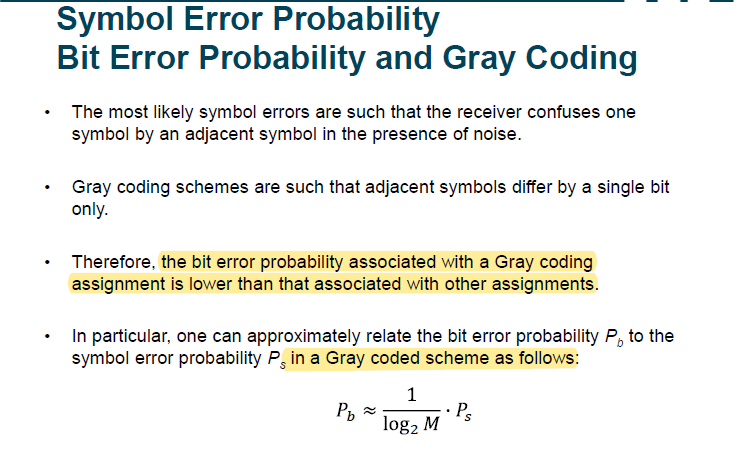 Symbol Error Probability
Bit Error Probability and Gray Coding
• The most likely symbol errors are such that the receiver confuses one
symbol by an adjacent symbol in the presence of noise.
• Gray coding schemes are such that adjacent symbols differ by a single bit
only.
• Therefore, the bit error probability associated with a Gray coding
assignment is lower than that associated with other assignments.
• In particular, one can approximately relate the bit error probability P_b to the
symbol error probability P_s in a Gray coded scheme as follows:
P_b ≈ 1 / log₂ M · P_s